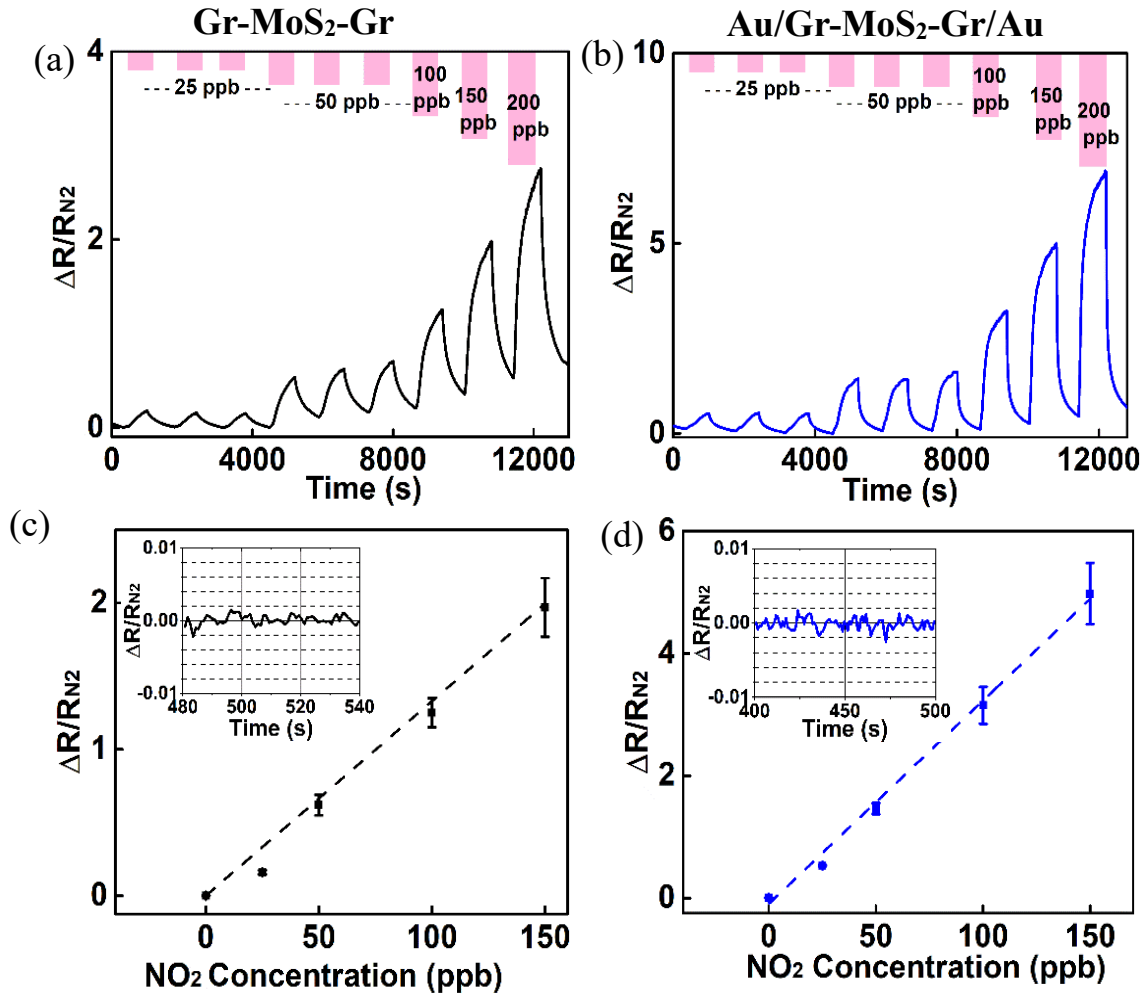 Gr-MoS₂-Gr
(a)
4
2
0
ΔR/RN2
25 ppb
50 ppb
100
ppb
150
ppb
200
ppb
0 4000 8000 12000
Time (s)
Au/Gr-MoS₂-Gr/Au
(b)
10
5
0
ΔR/RN2
25 ppb
50 ppb
100
ppb
150
ppb
200
ppb
0 4000 8000 12000
Time (s)
(c)
2
1
0
ΔR/RN2
0.01
0.00
-0.01
ΔR/RN2
480 500 520 540
Time (s)
0 50 100 150
NO₂ Concentration (ppb)
(d)
6
4
2
0
ΔR/RN2
0.01
0.00
-0.01
ΔR/RN2
400 450 500
Time (s)
0 50 100 150
NO₂ Concentration (ppb)